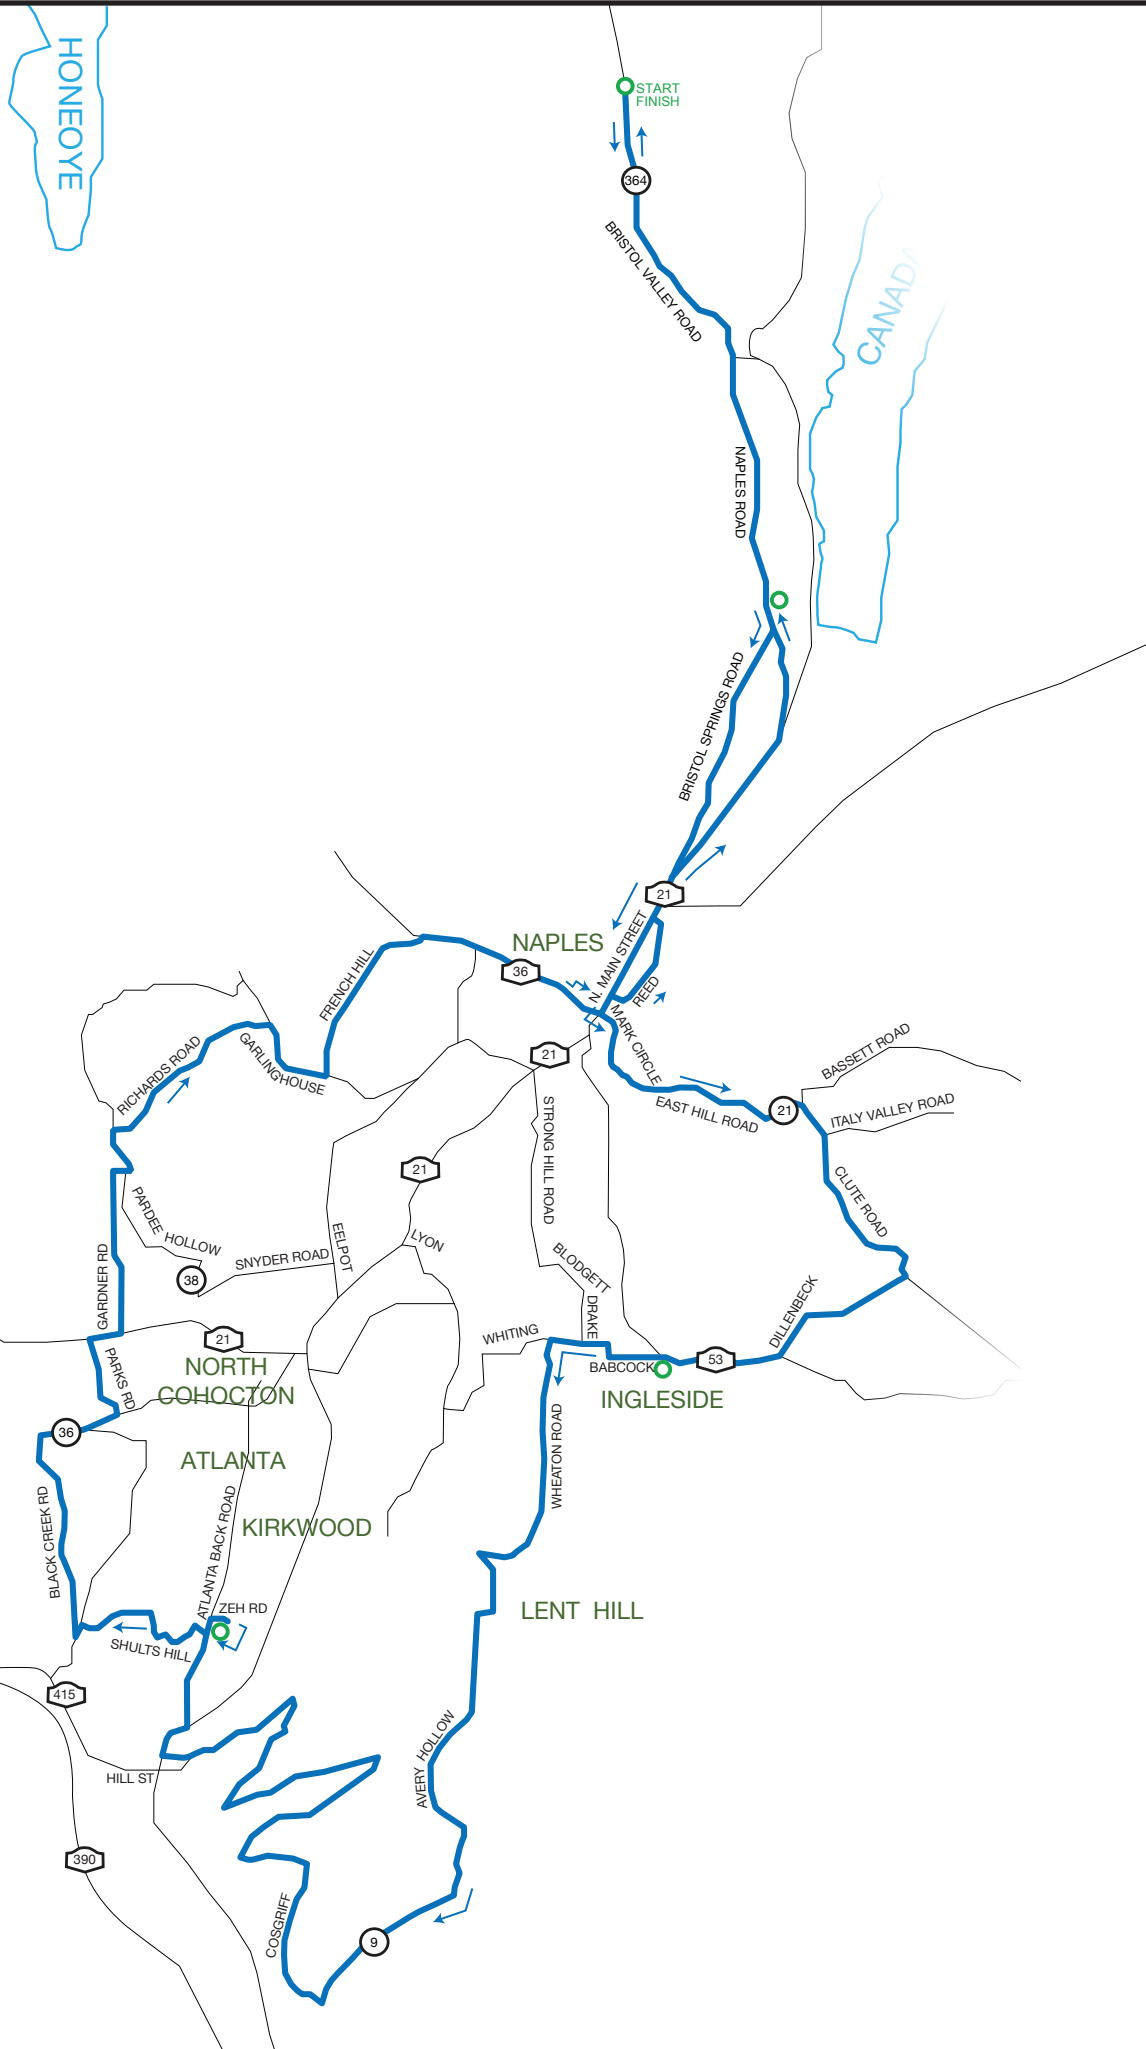 HONEOYE
START
FINISH
364
BRISTOL VALLEY ROAD
CANADA
NAPLES ROAD
BRISTOL SPRINGS ROAD
21
N. MAIN STREET
NAPLES
36
REED
FRENCH HILL
MARK CIRCLE
21
GARLINGHOUSE
RICHARDS ROAD
BASSETT ROAD
EAST HILL ROAD
21
ITALY VALLEY ROAD
STRONG HILL ROAD
21
CLUTE ROAD
PARDEE HOLLOW
LYON
EELPOT
SNYDER ROAD
38
BLODGETT
GARDNER RD
DILLENBECK
DRAKE
WHITING
21
NORTH
COHOCTON
PARKS RD
BABCOCK
53
INGLESIDE
36
WHEATON ROAD
ATLANTA
BLACK CREEK RD
ATLANTA BACK ROAD
KIRKWOOD
ZEH RD
LENT HILL
SHULTS HILL
415
AVERY HOLLOW
HILL ST
390
COSGRIFF
9